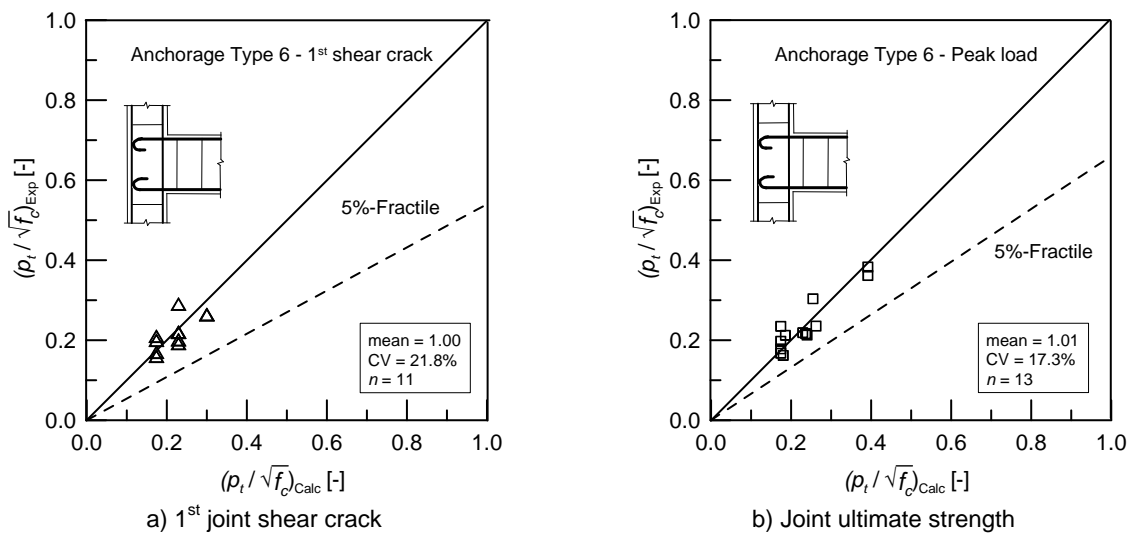 Anchorage Type 6 - 1st shear crack
5%-Fractile
mean = 1.00
CV = 21.8%
n = 11
1.0
0.8
0.6
0.4
0.2
0.0
0.0 0.2 0.4 0.6 0.8 1.0
(pt / √fc)Exp [-]
(pt / √fc)Calc [-]
a) 1st joint shear crack
Anchorage Type 6 - Peak load
5%-Fractile
mean = 1.01
CV = 17.3%
n = 13
1.0
0.8
0.6
0.4
0.2
0.0
0.0 0.2 0.4 0.6 0.8 1.0
(pt / √fc)Exp [-]
(pt / √fc)Calc [-]
b) Joint ultimate strength